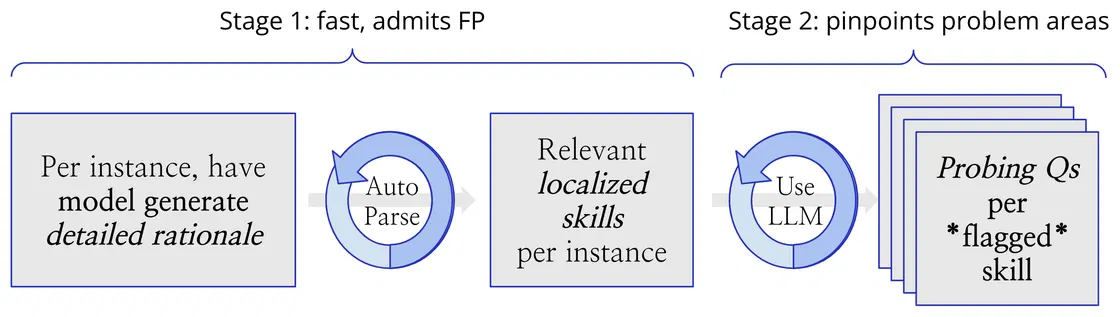 Stage 1: fast, admits FP
Stage 2: pinpoints problem areas
Per instance, have
model generate
detailed rationale
Auto
Parse
Relevant
localized
skills
per instance
Use
LLM
Probing Qs
per
*flagged*
skill